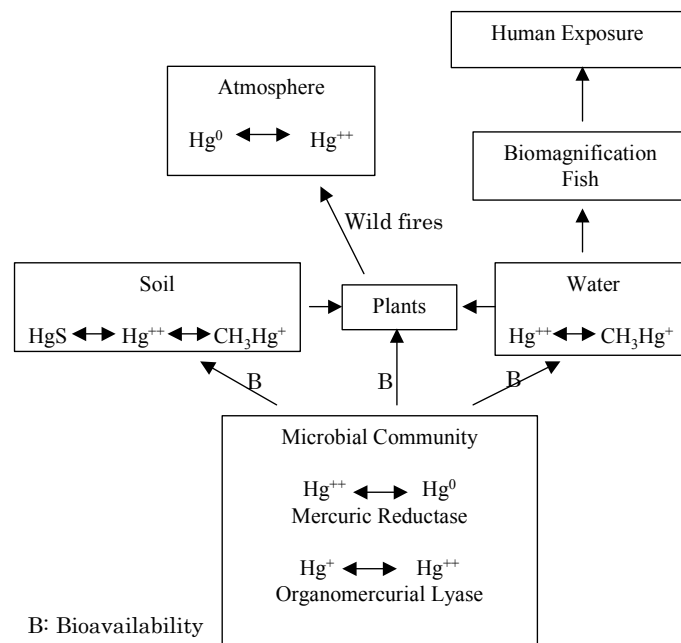 Human Exposure
Atmosphere
Hg⁰ ↔ Hg⁺⁺
Biomagnification
Fish
Wild fires
Soil
HgS ↔ Hg⁺⁺ ↔ CH₃Hg⁺
Plants
Water
Hg⁺⁺ ↔ CH₃Hg⁺
B
B
B
Microbial Community
Hg⁺⁺ ↔ Hg⁰
Mercuric Reductase
Hg⁺ ↔ Hg⁺⁺
Organomercurial Lyase
B: Bioavailability